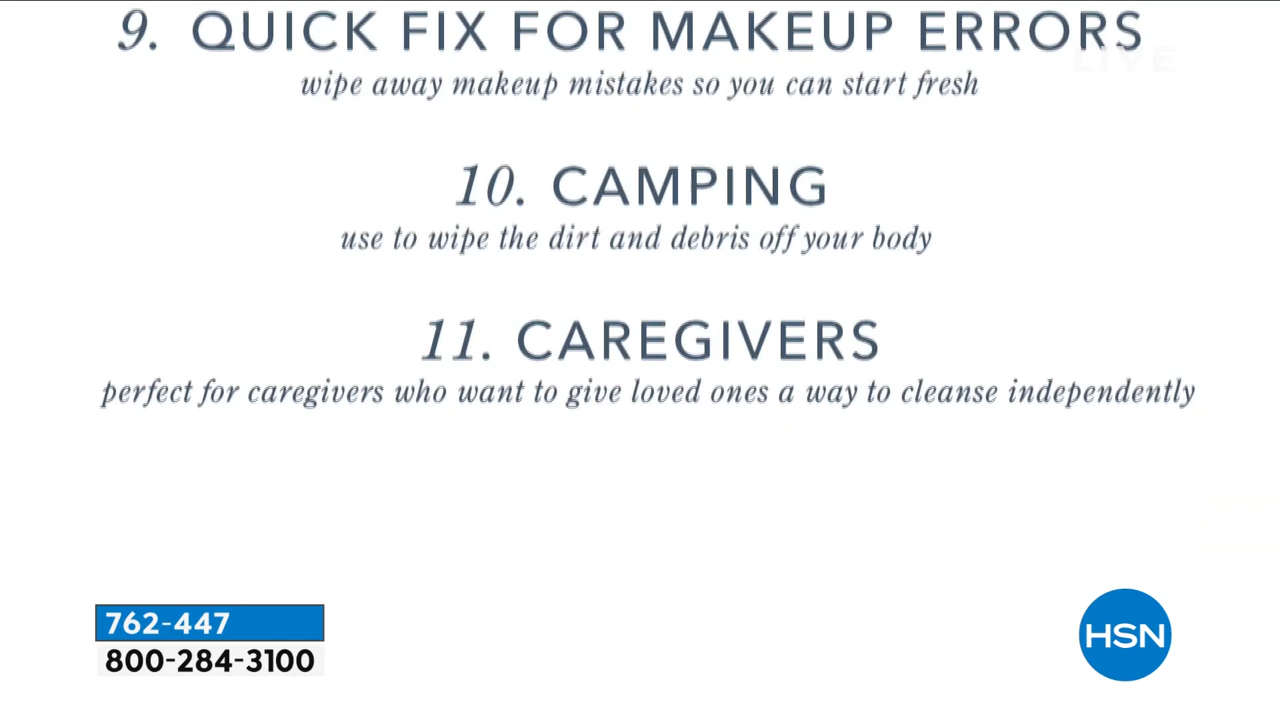 9. QUICK FIX FOR MAKEUP ERRORS
LIVE
wipe away makeup mistakes so you can start fresh
10. CAMPING
use to wipe the dirt and debris off your body
11. CAREGIVERS
perfect for caregivers who want to give loved ones a way to cleanse independently
762-447
800-284-3100
HSN